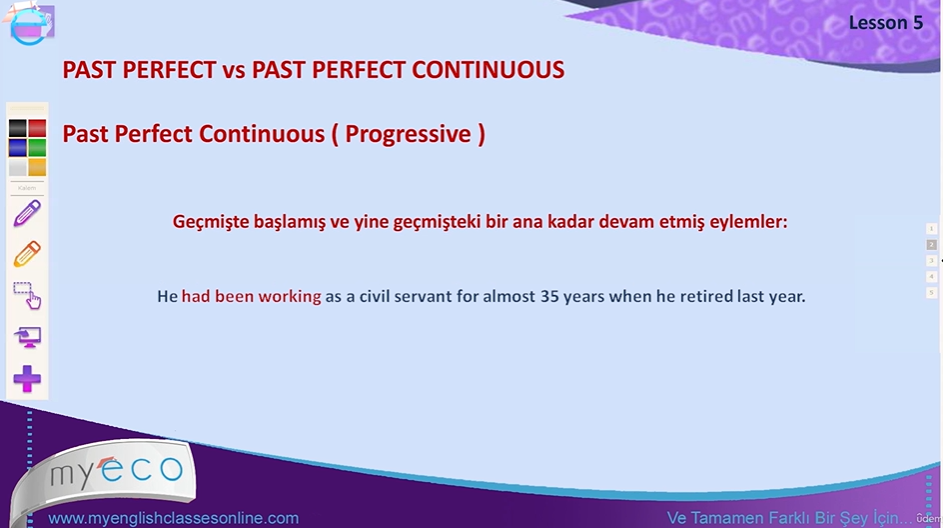 Lesson 5
PAST PERFECT vs PAST PERFECT CONTINUOUS
Past Perfect Continuous ( Progressive )
Kalem
Geçmişte başlamış ve yine geçmişteki bir ana kadar devam etmiş eylemler:
1
2
3
4
5
He had been working as a civil servant for almost 35 years when he retired last year.
myeco
www.myenglishclassesonline.com
Ve Tamamen Farklı Bir Şey İçin...